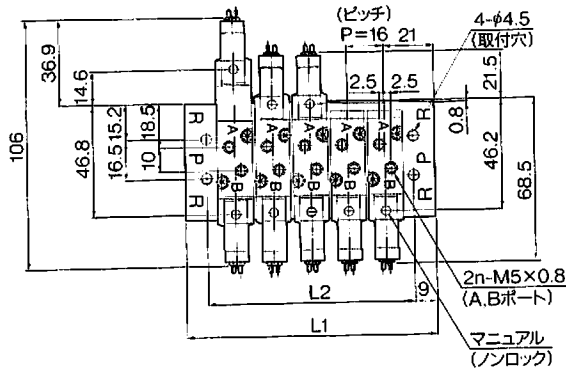 (ピッチ)
P=16
21
4-φ4.5
(取付穴)
36.9
14.6
2.5
2.5
21.5
106
46.8
15.2
16.5
18.5
10
R
P
R
A
A
A
A
A
B
B
B
B
B
R
P
R
0.8
46.2
68.5
2n-M5×0.8
(A,Bポート)
L2
9
L1
マニュアル
(ノンロック)